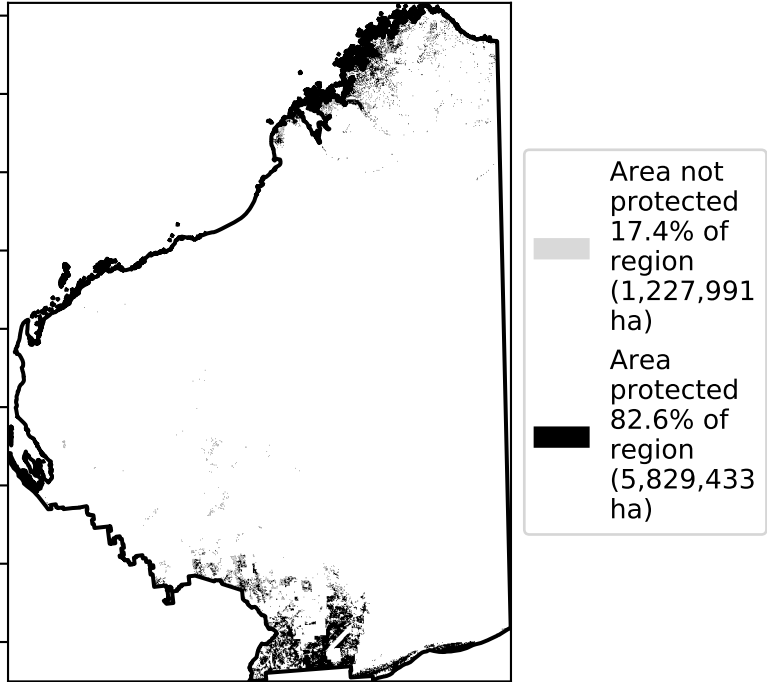 Area not
protected
17.4% of
region
(1,227,991
ha)
Area
protected
82.6% of
region
(5,829,433
ha)